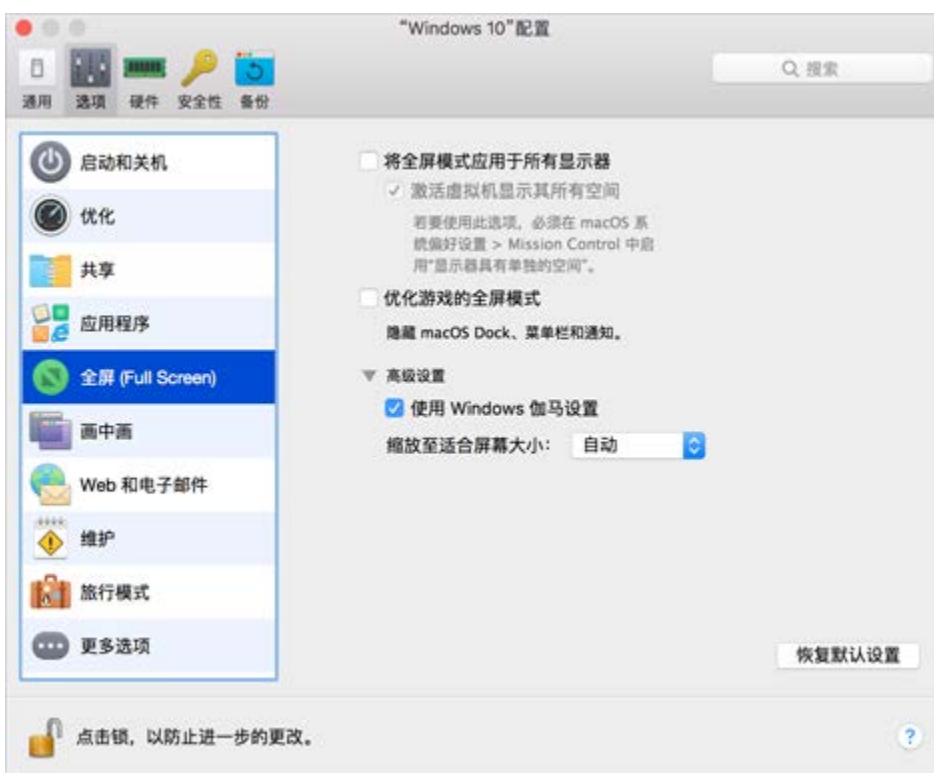 “Windows 10”配置
通用 选项 硬件 安全性 备份
搜索
启动和关机
优化
共享
应用程序
全屏 (Full Screen)
画中画
Web 和电子邮件
维护
旅行模式
更多选项
将全屏模式应用于所有显示器
激活虚拟机显示其所有空间
若要使用此选项，必须在 macOS 系
统偏好设置 > Mission Control 中启
用“显示器具有单独的空间”。
优化游戏的全屏模式
隐藏 macOS Dock、菜单栏和通知。
高级设置
使用 Windows 伽马设置
缩放至适合屏幕大小： 自动
恢复默认设置
点击锁，以防止进一步的更改。
?